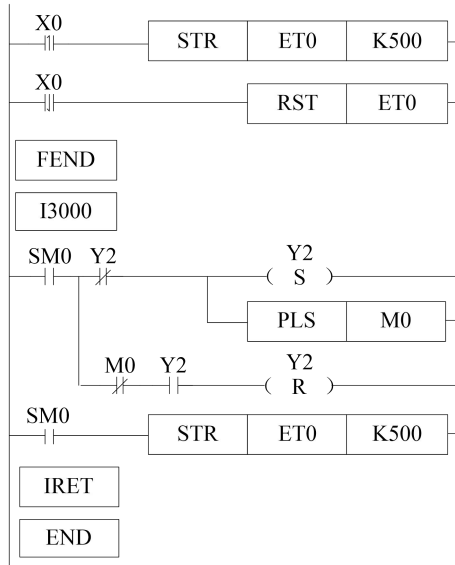 X0
STR ET0 K500
X0
RST ET0
FEND
I3000
SM0 Y2 Y2
( S )
PLS M0
M0 Y2 Y2
( R )
SM0
STR ET0 K500
IRET
END